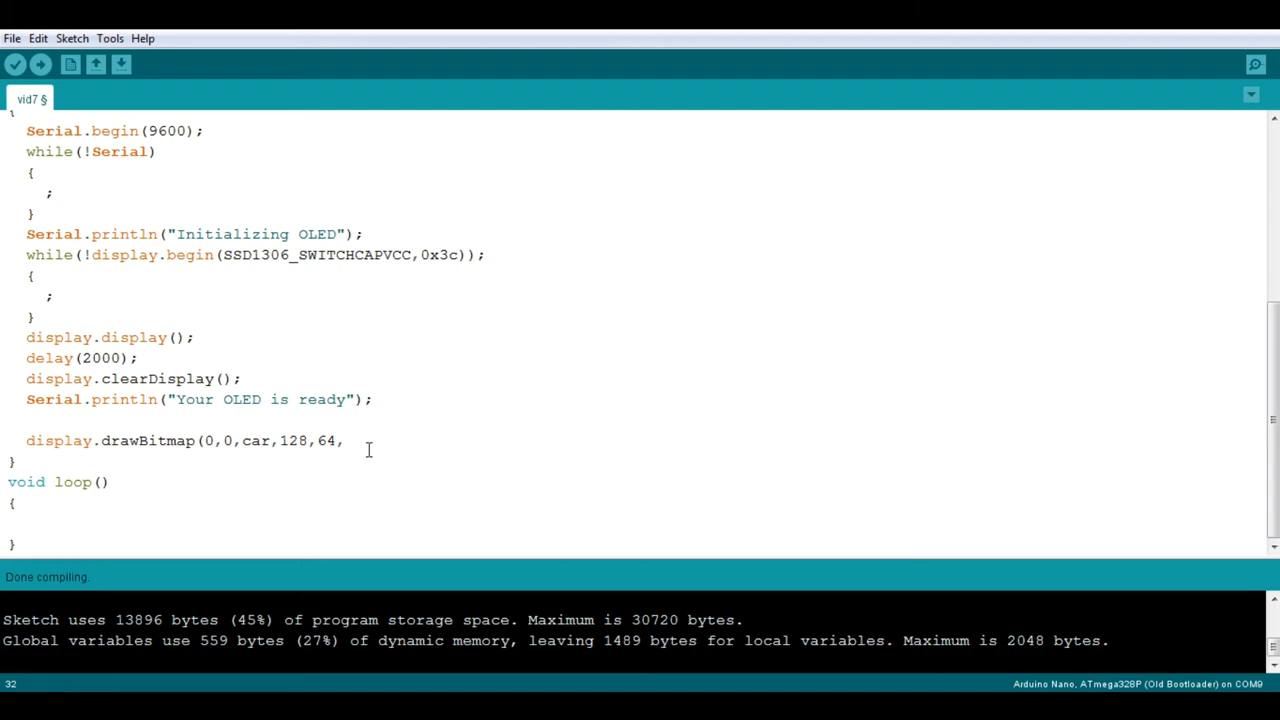 File Edit Sketch Tools Help
vid7 §
{
Serial.begin(9600);
while(!Serial)
{
;
}
Serial.println("Initializing OLED");
while(!display.begin(SSD1306_SWITCHCAPVCC,0x3c));
{
;
}
display.display();
delay(2000);
display.clearDisplay();
Serial.println("Your OLED is ready");
display.drawBitmap(0,0,car,128,64,
}
void loop()
{
}
Done compiling.
Sketch uses 13896 bytes (45%) of program storage space. Maximum is 30720 bytes.
Global variables use 559 bytes (27%) of dynamic memory, leaving 1489 bytes for local variables. Maximum is 2048 bytes.
32 Arduino Nano, ATmega328P (Old Bootloader) on COM9